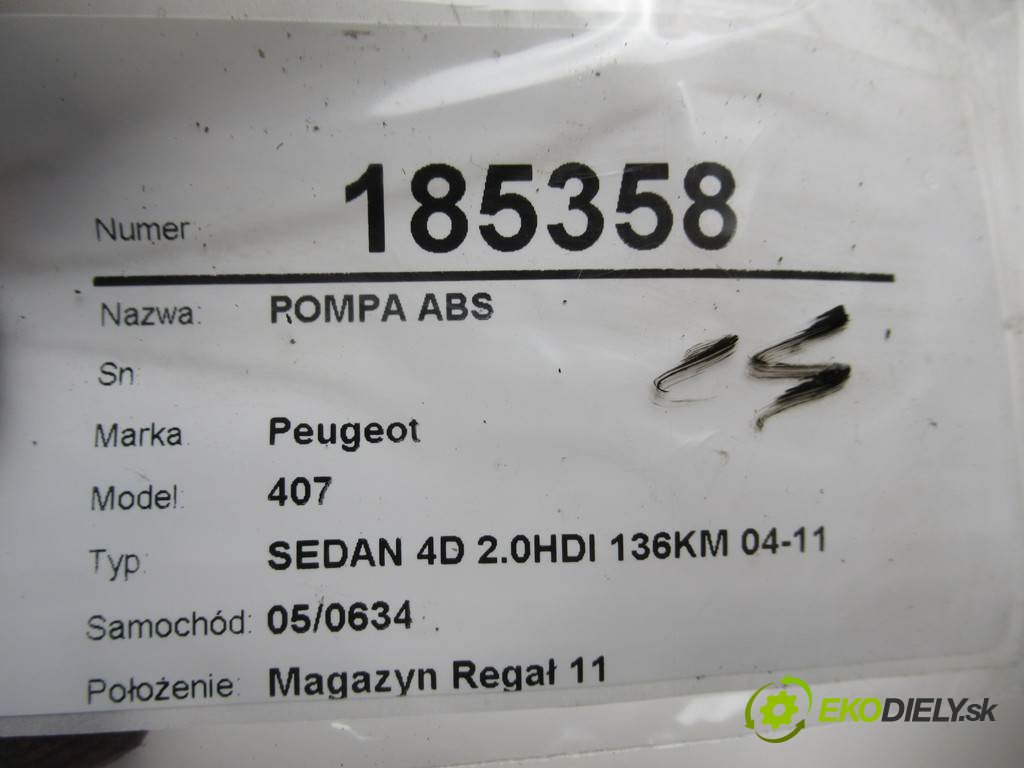 Numer: 185358
Nazwa: POMPA ABS
Sn
Marka Peugeot
Model: 407
Typ: SEDAN 4D 2.0HDI 136KM 04-11
Samochód: 05/0634
Położenie: Magazyn Regał 11
EKODIELY.sk